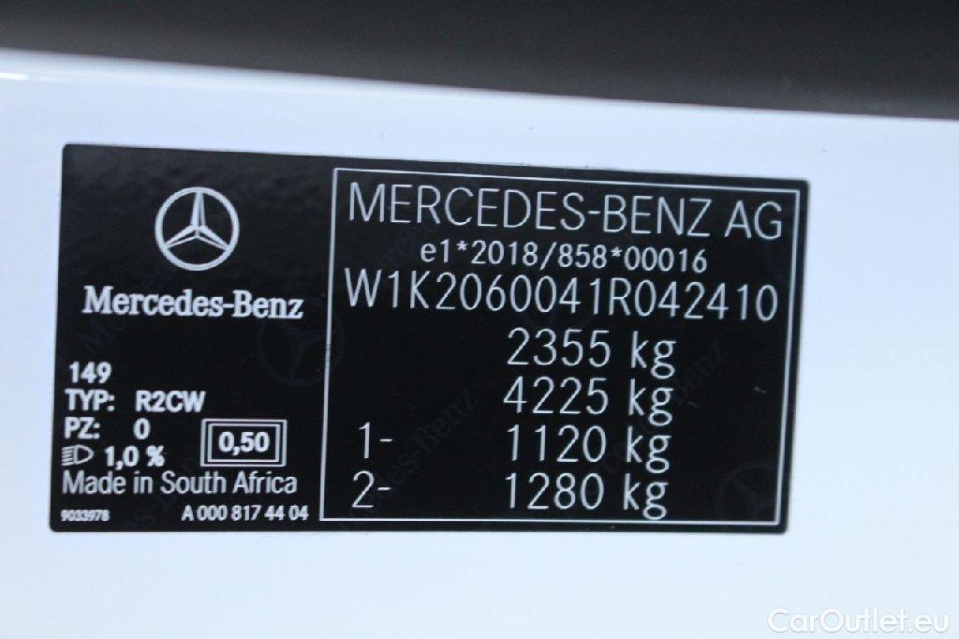 Mercedes-Benz
149
TYP: R2CW
PZ: 0
1,0 %
0,50
Made in South Africa
9033978
A 000 817 44 04
MERCEDES-BENZ AG
e1*2018/858*00016
W1K2060041R042410
2355 kg
4225 kg
1- 1120 kg
2- 1280 kg
CarOutlet.eu